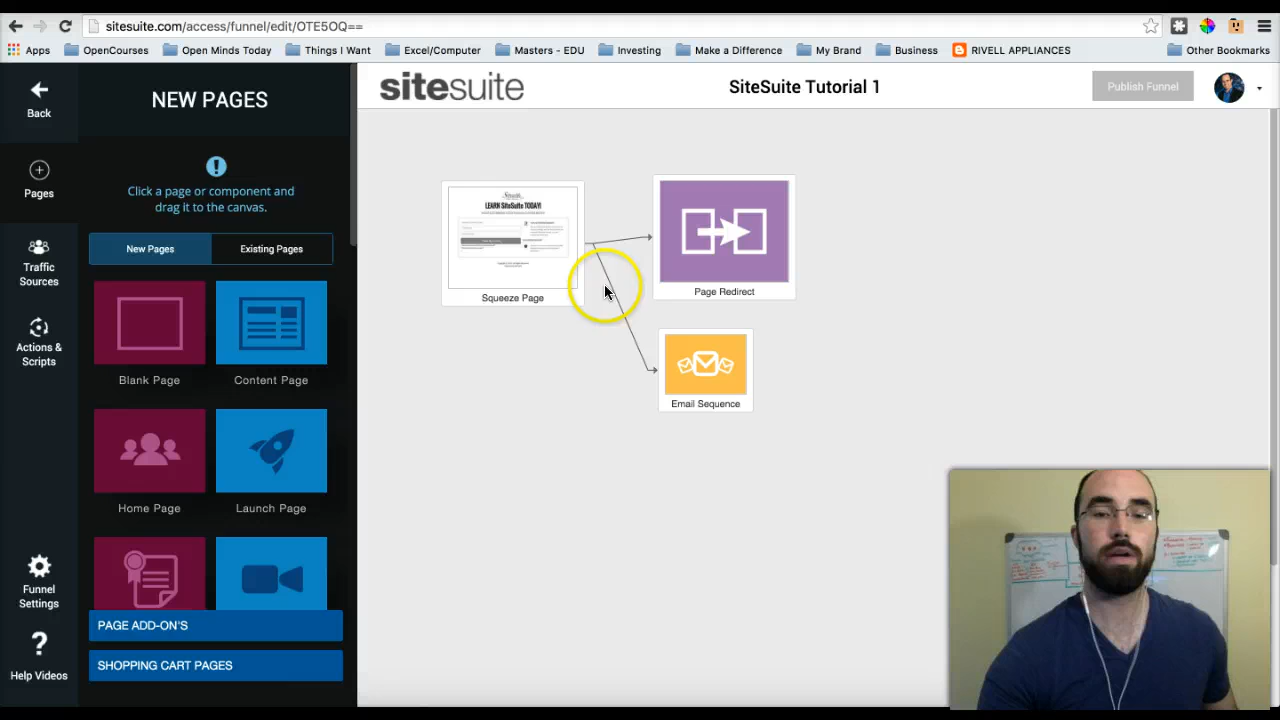 sitesuite.com/access/funnel/edit/OTE5OQ==
Apps
OpenCourses
Open Minds Today
Things I Want
Excel/Computer
Masters - EDU
Investing
Make a Difference
My Brand
Business
RIVELL APPLIANCES
Other Bookmarks
Back
Pages
Traffic
Sources
Actions &
Scripts
Funnel
Settings
?
Help Videos
NEW PAGES
Click a page or component and
drag it to the canvas.
New Pages
Existing Pages
Blank Page
Content Page
Home Page
Launch Page
PAGE ADD-ON'S
SHOPPING CART PAGES
sitesuite
SiteSuite Tutorial 1
Publish Funnel
SiteSuite
LEARN SiteSuite TODAY!
Squeeze Page
Page Redirect
Email Sequence